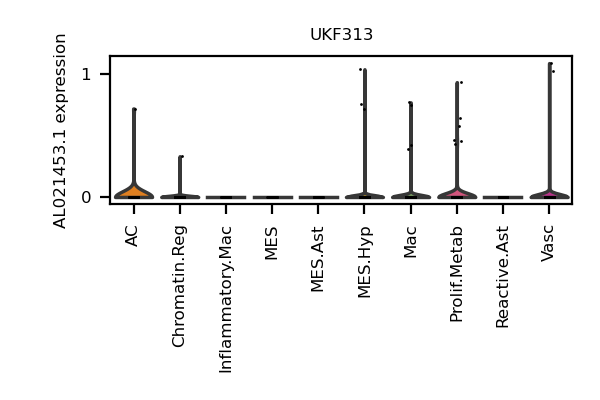 UKF313
AL021453.1 expression
1
0
AC
Chromatin.Reg
Inflammatory.Mac
MES
MES.Ast
MES.Hyp
Mac
Prolif.Metab
Reactive.Ast
Vasc